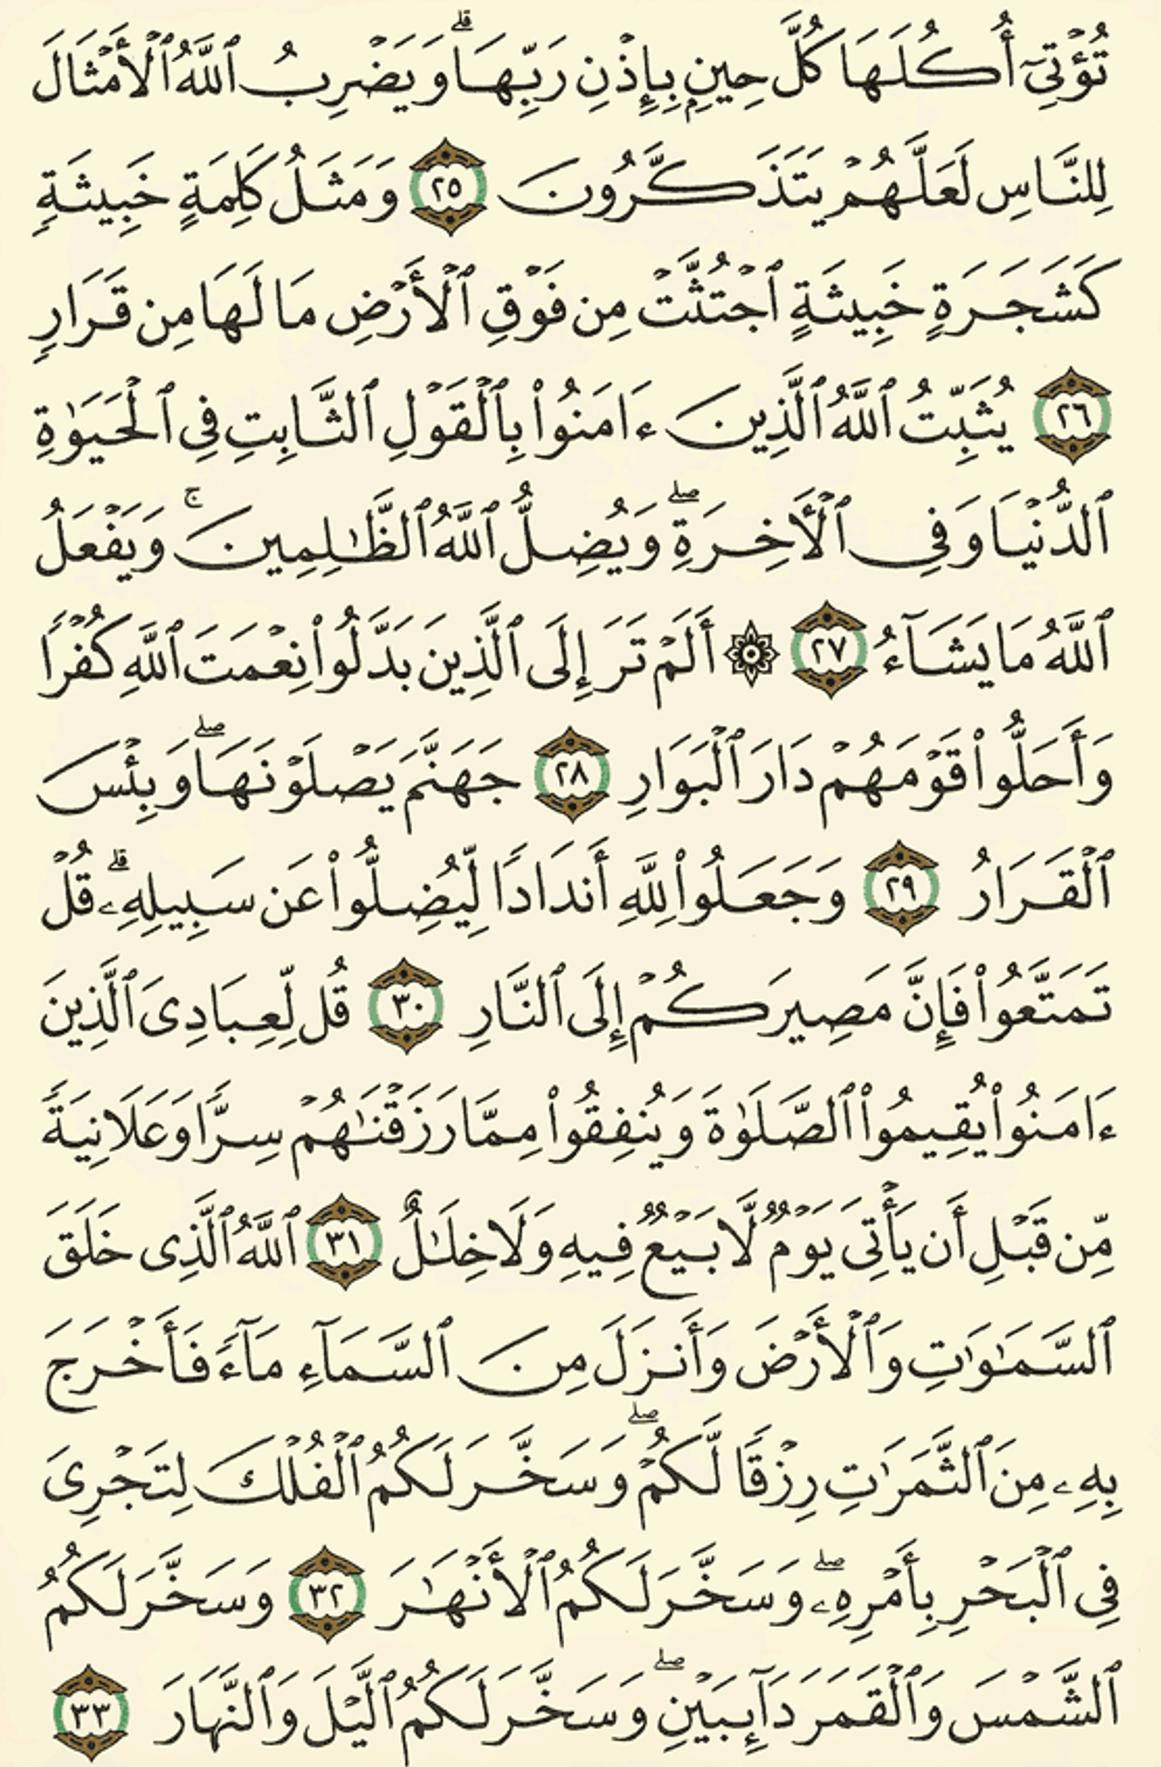 تُؤْتِىٓ أُكُلَهَا كُلَّ حِينٍۭ بِإِذْنِ رَبِّهَا ۗ وَيَضْرِبُ ٱللَّهُ ٱلْأَمْثَالَ
لِلنَّاسِ لَعَلَّهُمْ يَتَذَكَّرُونَ ٢٥ وَمَثَلُ كَلِمَةٍ خَبِيثَةٍ
كَشَجَرَةٍ خَبِيثَةٍ ٱجْتُثَّتْ مِن فَوْقِ ٱلْأَرْضِ مَا لَهَا مِن قَرَارٍ
٢٦ يُثَبِّتُ ٱللَّهُ ٱلَّذِينَ ءَامَنُوا۟ بِٱلْقَوْلِ ٱلثَّابِتِ فِى ٱلْحَيَوٰةِ
ٱلدُّنْيَا وَفِى ٱلْأَخِرَةِ ۖ وَيُضِلُّ ٱللَّهُ ٱلظَّـٰلِمِينَ ۚ وَيَفْعَلُ
ٱللَّهُ مَا يَشَآءُ ٢٧ ۞ أَلَمْ تَرَ إِلَى ٱلَّذِينَ بَدَّلُوا۟ نِعْمَتَ ٱللَّهِ كُفْرًا
وَأَحَلُّوا۟ قَوْمَهُمْ دَارَ ٱلْبَوَارِ ٢٨ جَهَنَّمَ يَصْلَوْنَهَا ۖ وَبِئْسَ
ٱلْقَرَارُ ٢٩ وَجَعَلُوا۟ لِلَّهِ أَندَادًا لِّيُضِلُّوا۟ عَن سَبِيلِهِۦ ۗ قُلْ
تَمَتَّعُوا۟ فَإِنَّ مَصِيرَكُمْ إِلَى ٱلنَّارِ ٣٠ قُل لِّعِبَادِىَ ٱلَّذِينَ
ءَامَنُوا۟ يُقِيمُوا۟ ٱلصَّلَوٰةَ وَيُنفِقُوا۟ مِمَّا رَزَقْنَـٰهُمْ سِرًّا وَعَلَانِيَةً
مِّن قَبْلِ أَن يَأْتِىَ يَوْمٌ لَّا بَيْعٌ فِيهِ وَلَا خِلَـٰلٌ ٣١ ٱللَّهُ ٱلَّذِى خَلَقَ
ٱلسَّمَـٰوَٰتِ وَٱلْأَرْضَ وَأَنزَلَ مِنَ ٱلسَّمَآءِ مَآءً فَأَخْرَجَ
بِهِۦ مِنَ ٱلثَّمَرَٰتِ رِزْقًا لَّكُمْ ۖ وَسَخَّرَ لَكُمُ ٱلْفُلْكَ لِتَجْرِىَ
فِى ٱلْبَحْرِ بِأَمْرِهِۦ ۖ وَسَخَّرَ لَكُمُ ٱلْأَنْهَـٰرَ ٣٢ وَسَخَّرَ لَكُمُ
ٱلشَّمْسَ وَٱلْقَمَرَ دَآئِبَيْنِ ۖ وَسَخَّرَ لَكُمُ ٱلَّيْلَ وَٱلنَّهَارَ ٣٣